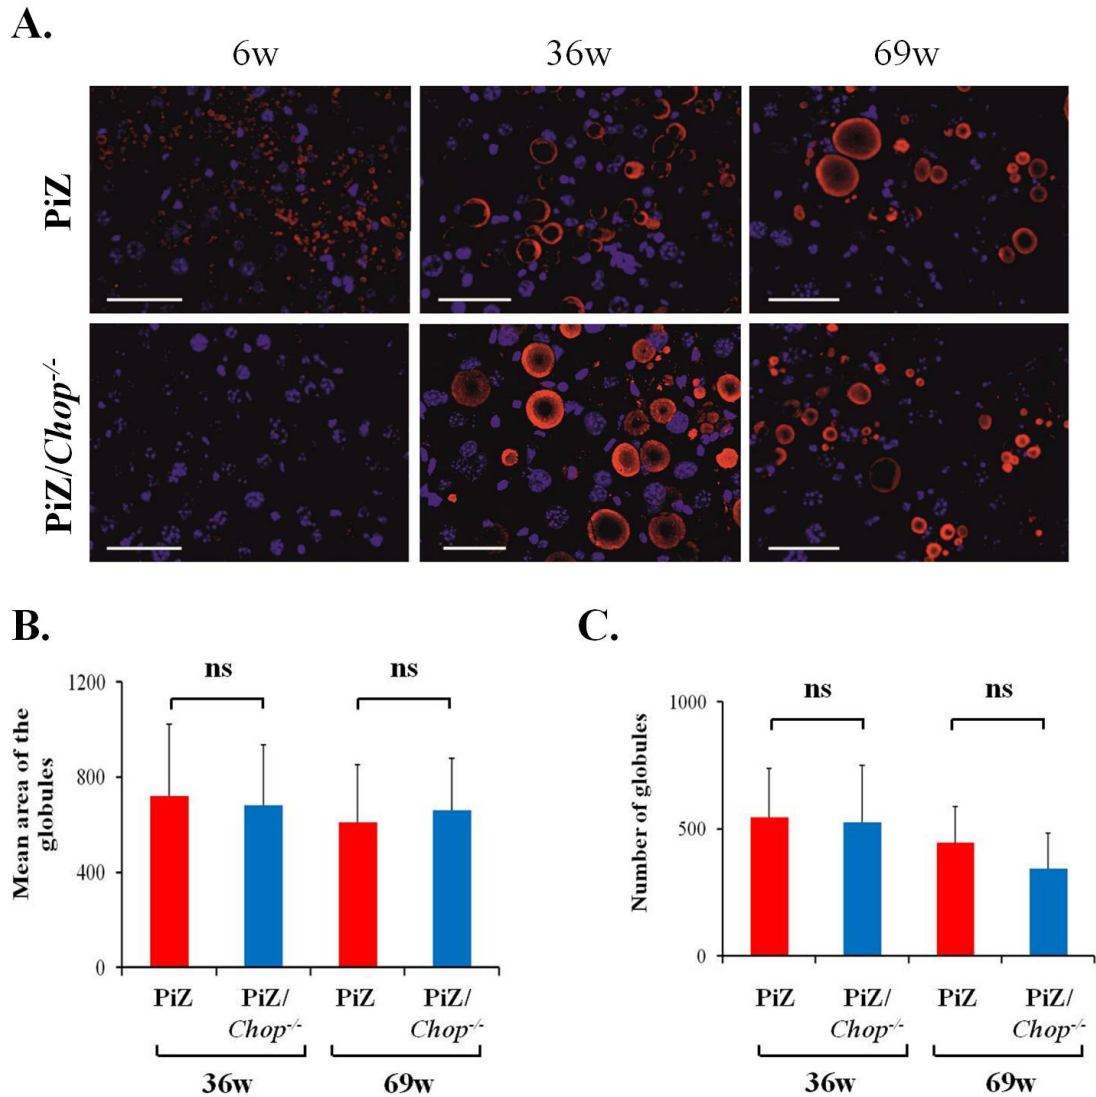 A.
6w 36w 69w
PiZ
PiZ/Chop-/-
B.
ns ns
1200
800
400
0
Mean area of the
globules
PiZ PiZ/ PiZ PiZ/
Chop-/- Chop-/-
36w 69w
C.
ns ns
1000
500
0
Number of globules
PiZ PiZ/ PiZ PiZ/
Chop-/- Chop-/-
36w 69w